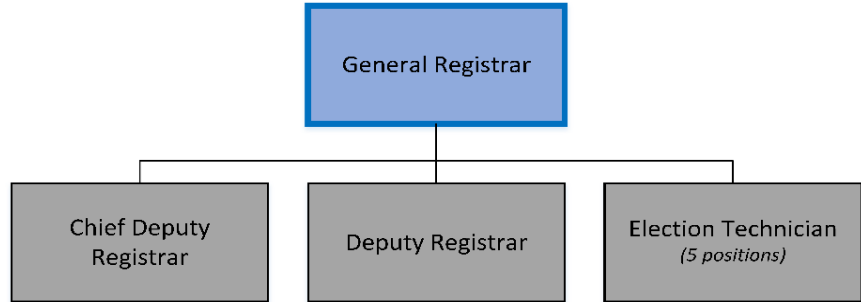 General Registrar
Chief Deputy
Registrar
Deputy Registrar
Election Technician
(5 positions)